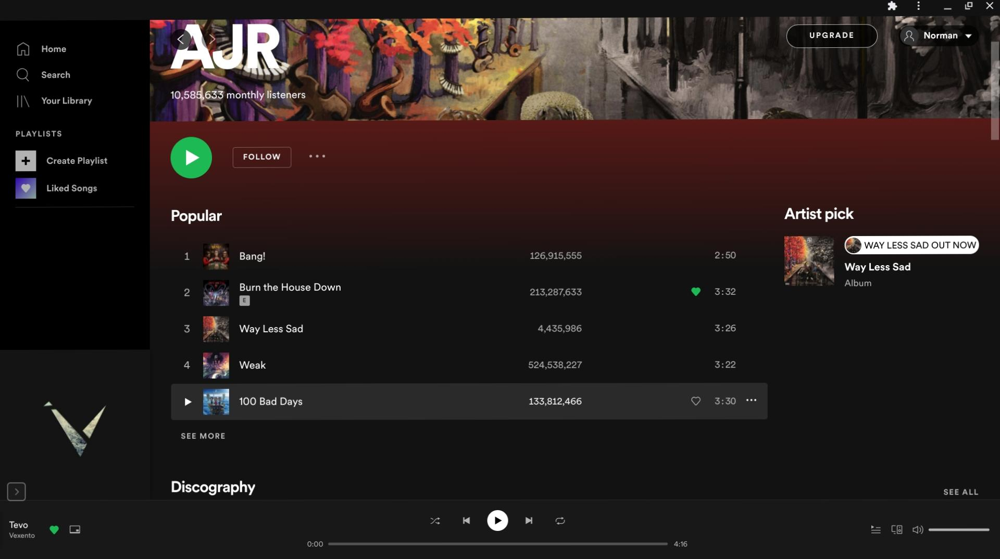 Home
Search
Your Library
PLAYLISTS
Create Playlist
Liked Songs
AJR
10,585,633 monthly listeners
UPGRADE
Norman
FOLLOW
Popular
1 Bang! 126,915,555 2:50
2 Burn the House Down 213,287,633 3:32
E
3 Way Less Sad 4,435,986 3:26
4 Weak 524,538,227 3:22
100 Bad Days 133,812,466 3:30
SEE MORE
Artist pick
WAY LESS SAD OUT NOW
Way Less Sad
Album
Discography
SEE ALL
Tevo
Vexento
0:00
4:16